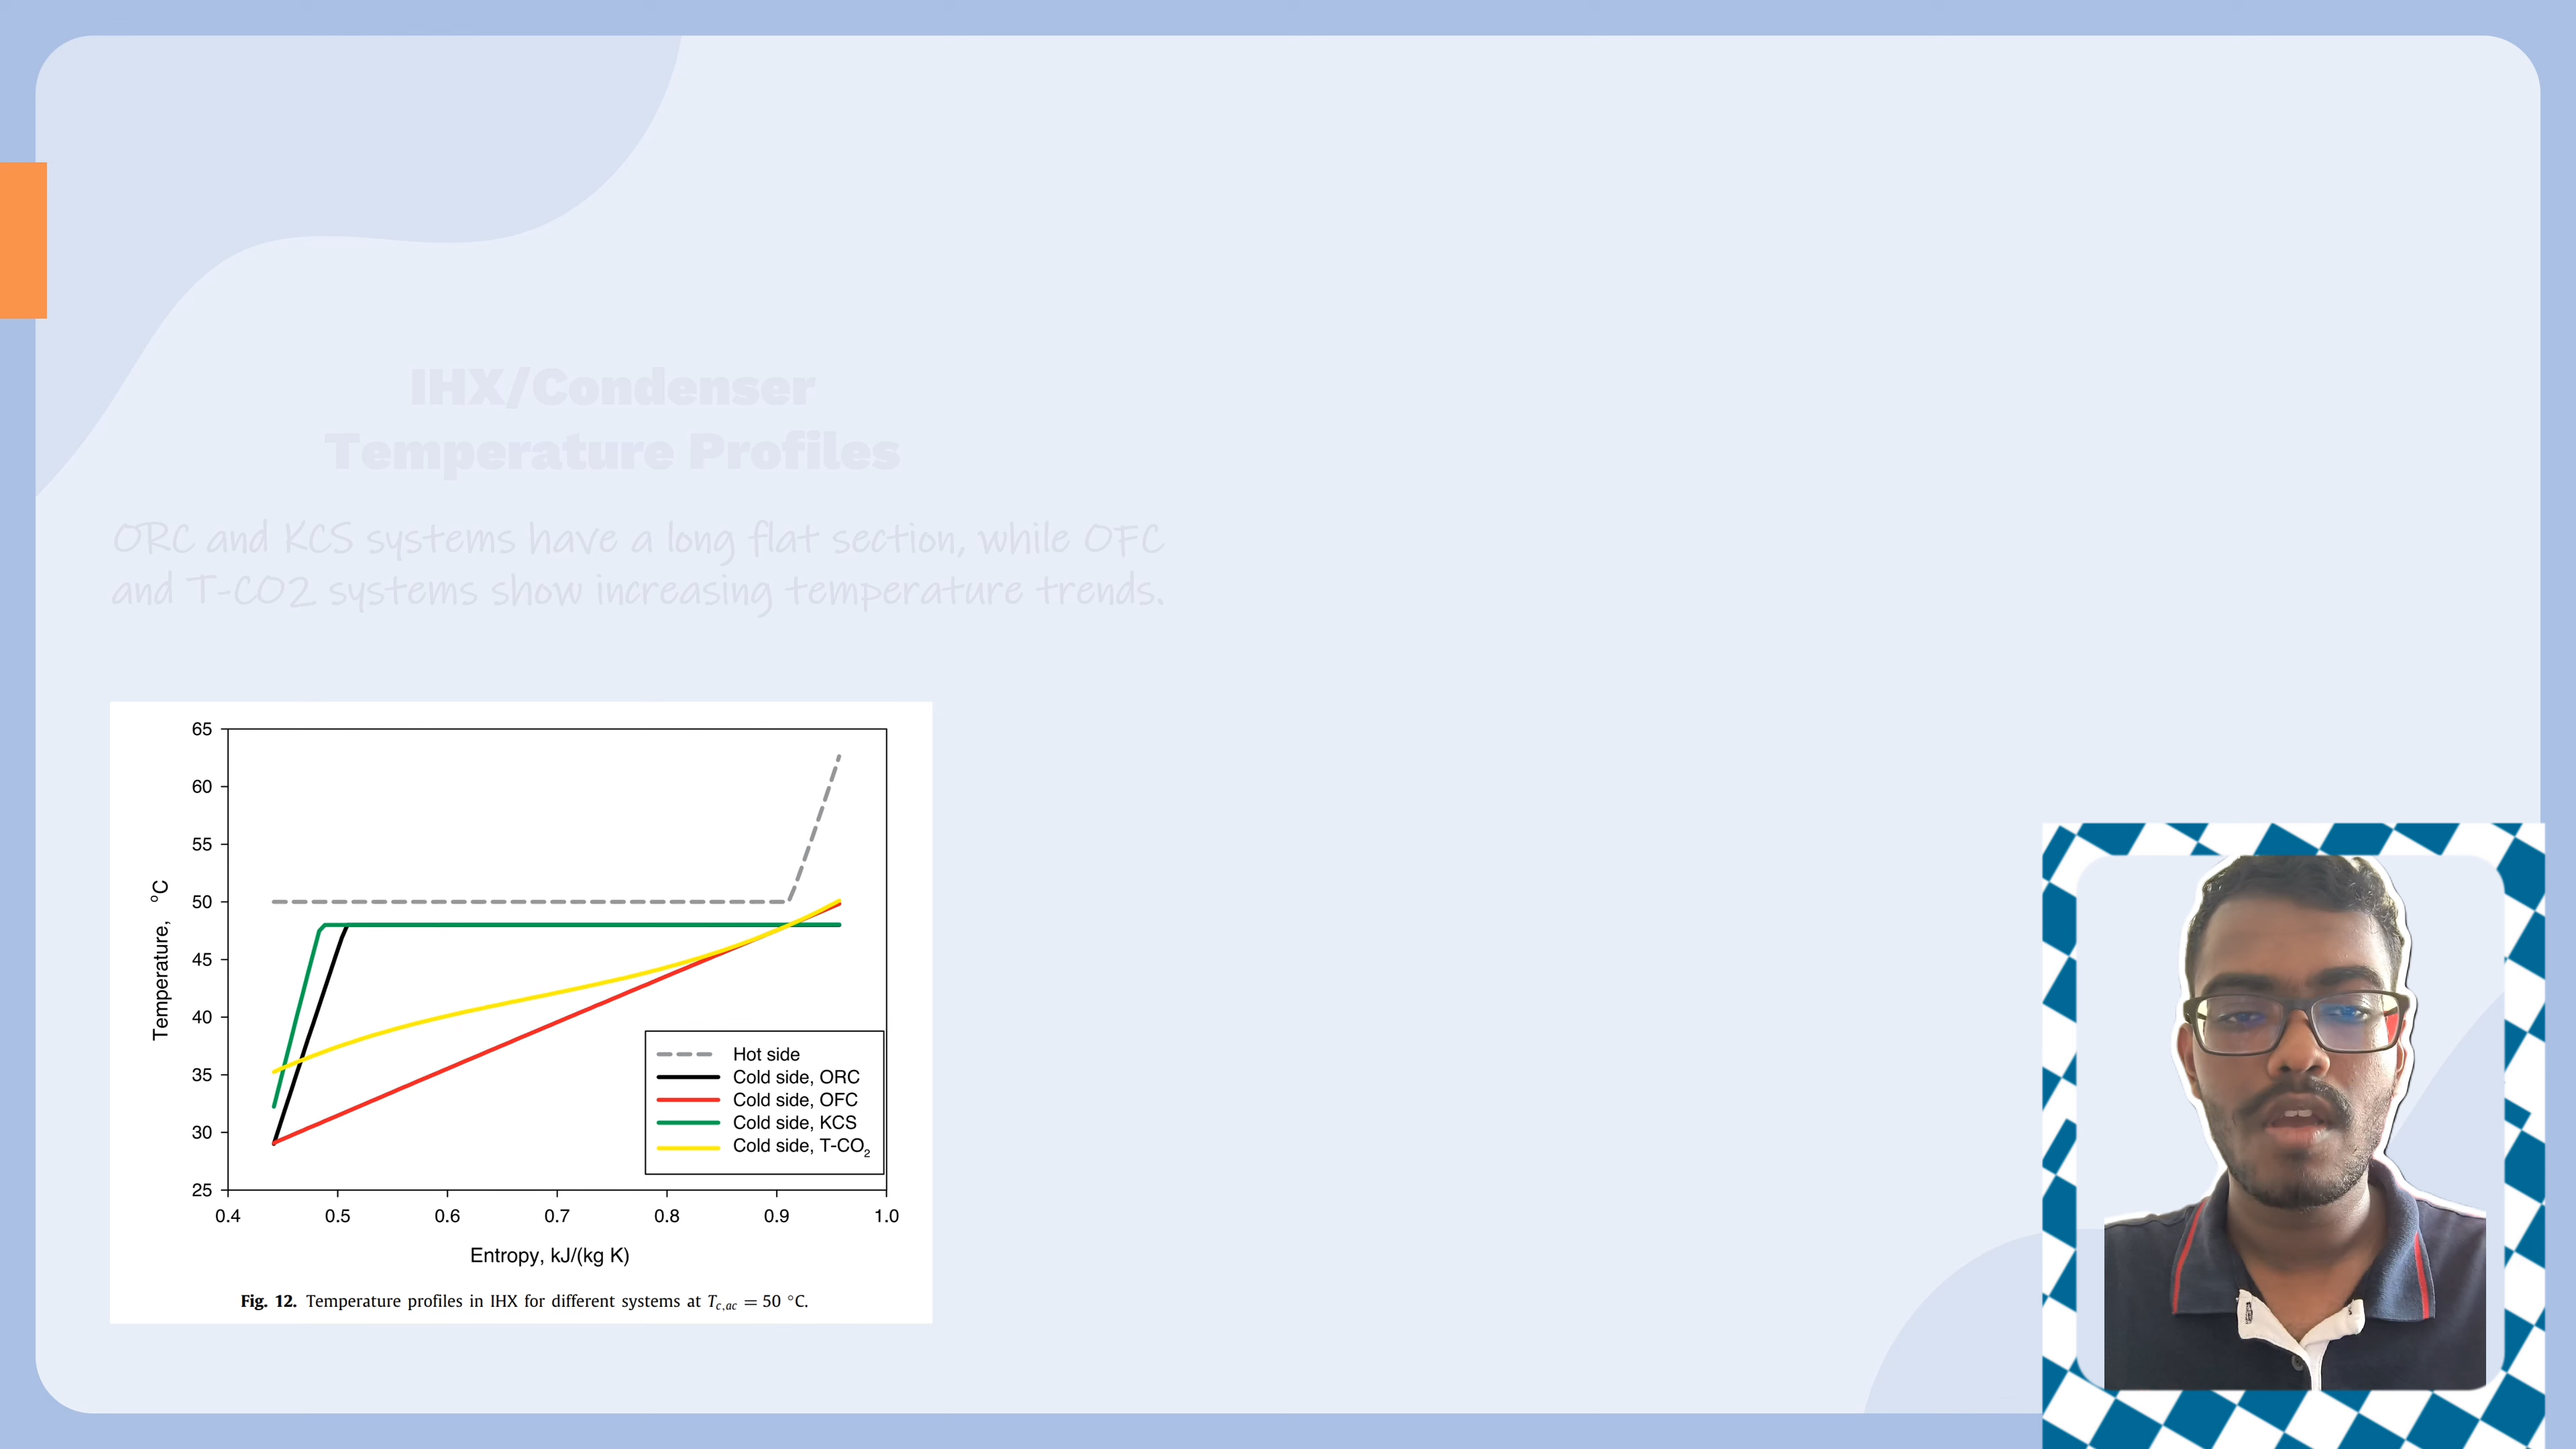 IHX/Condenser
Temperature Profiles
ORC and KCS systems have a long flat section, while OFC
and T-CO2 systems show increasing temperature trends.
65
60
55
50
45
40
35
30
25
Temperature, °C
Hot side
Cold side, ORC
Cold side, OFC
Cold side, KCS
Cold side, T-CO₂
0.4 0.5 0.6 0.7 0.8 0.9 1.0
Entropy, kJ/(kg K)
Fig. 12. Temperature profiles in IHX for different systems at Tc,ac = 50 °C.